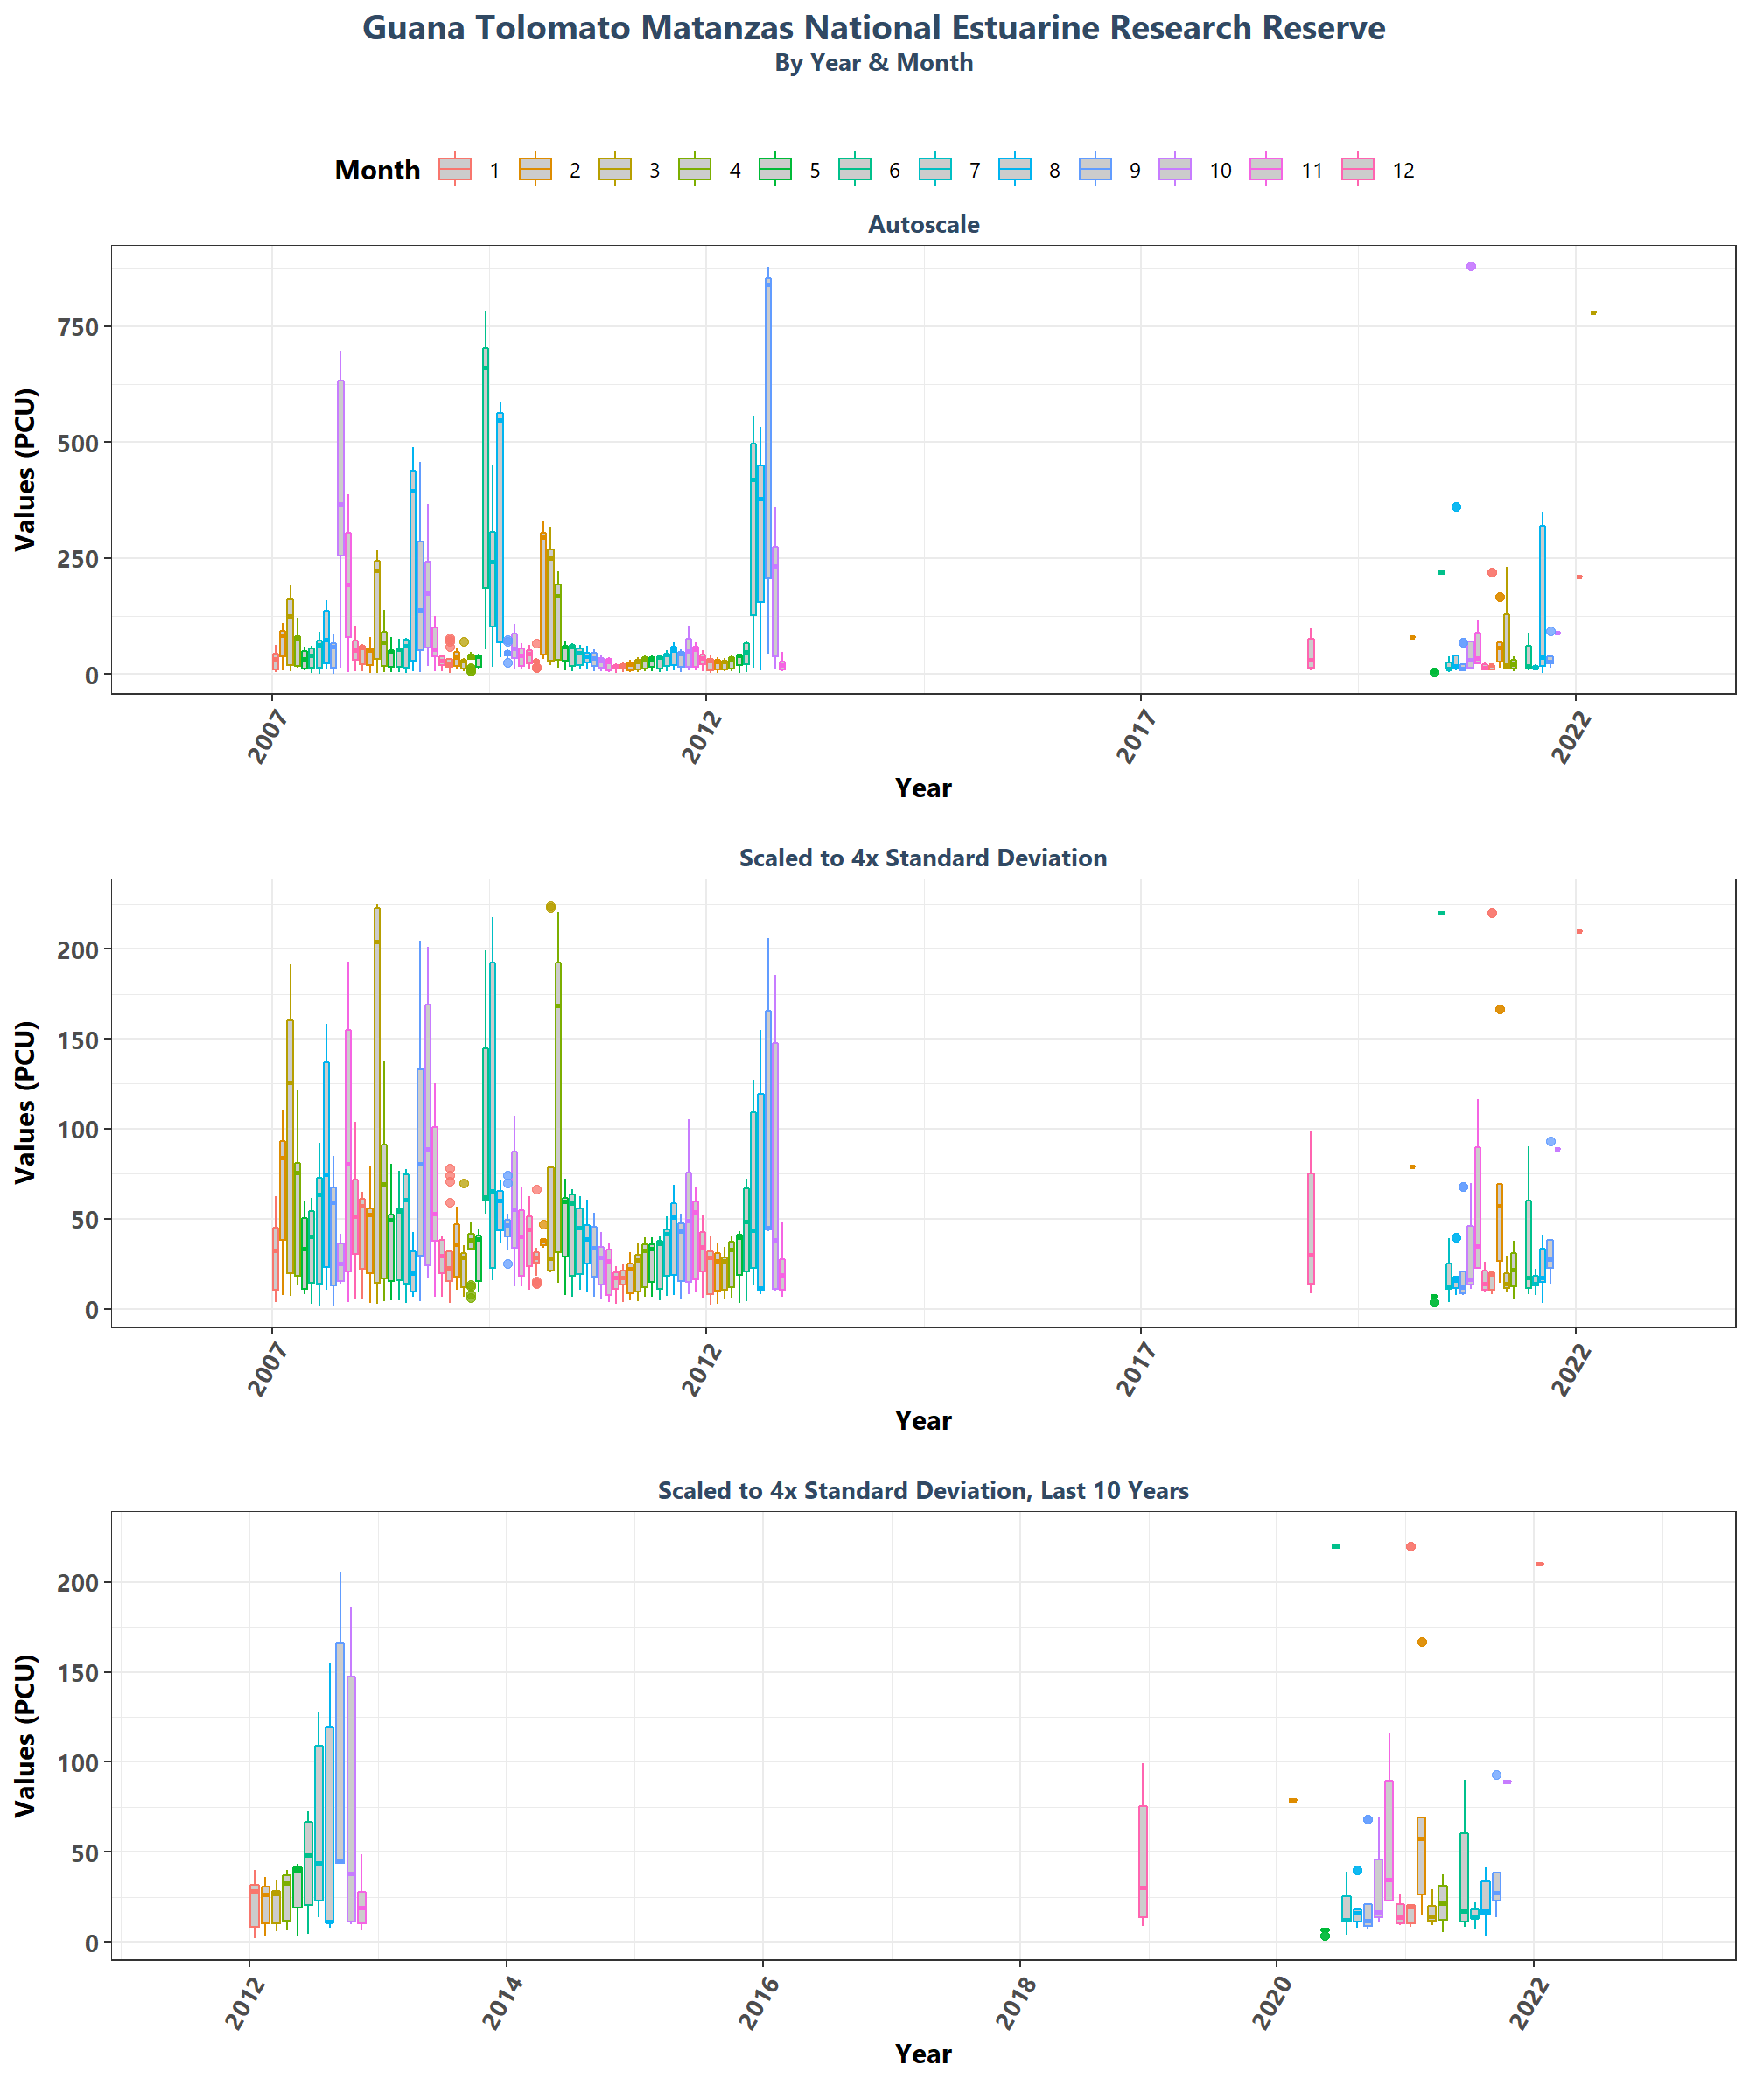 Guana Tolomato Matanzas National Estuarine Research Reserve
By Year & Month
Month 1 2 3 4 5 6 7 8 9 10 11 12
Autoscale
Values (PCU)
750
500
250
0
2007 2012 2017 2022
Year
Scaled to 4x Standard Deviation
Values (PCU)
200
150
100
50
0
2007 2012 2017 2022
Year
Scaled to 4x Standard Deviation, Last 10 Years
Values (PCU)
200
150
100
50
0
2012 2014 2016 2018 2020 2022
Year